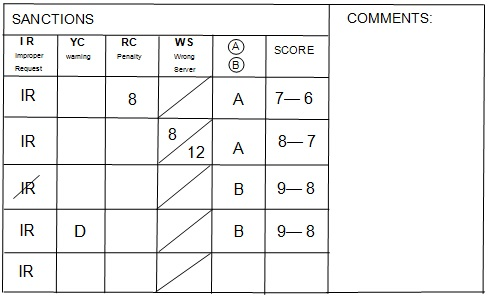 SANCTIONS COMMENTS:
I R YC RC WS A SCORE
Improper Request warning Penalty Wrong Server B
IR 8 A 7— 6
IR 8 12 A 8— 7
IR B 9— 8
IR D B 9— 8
IR